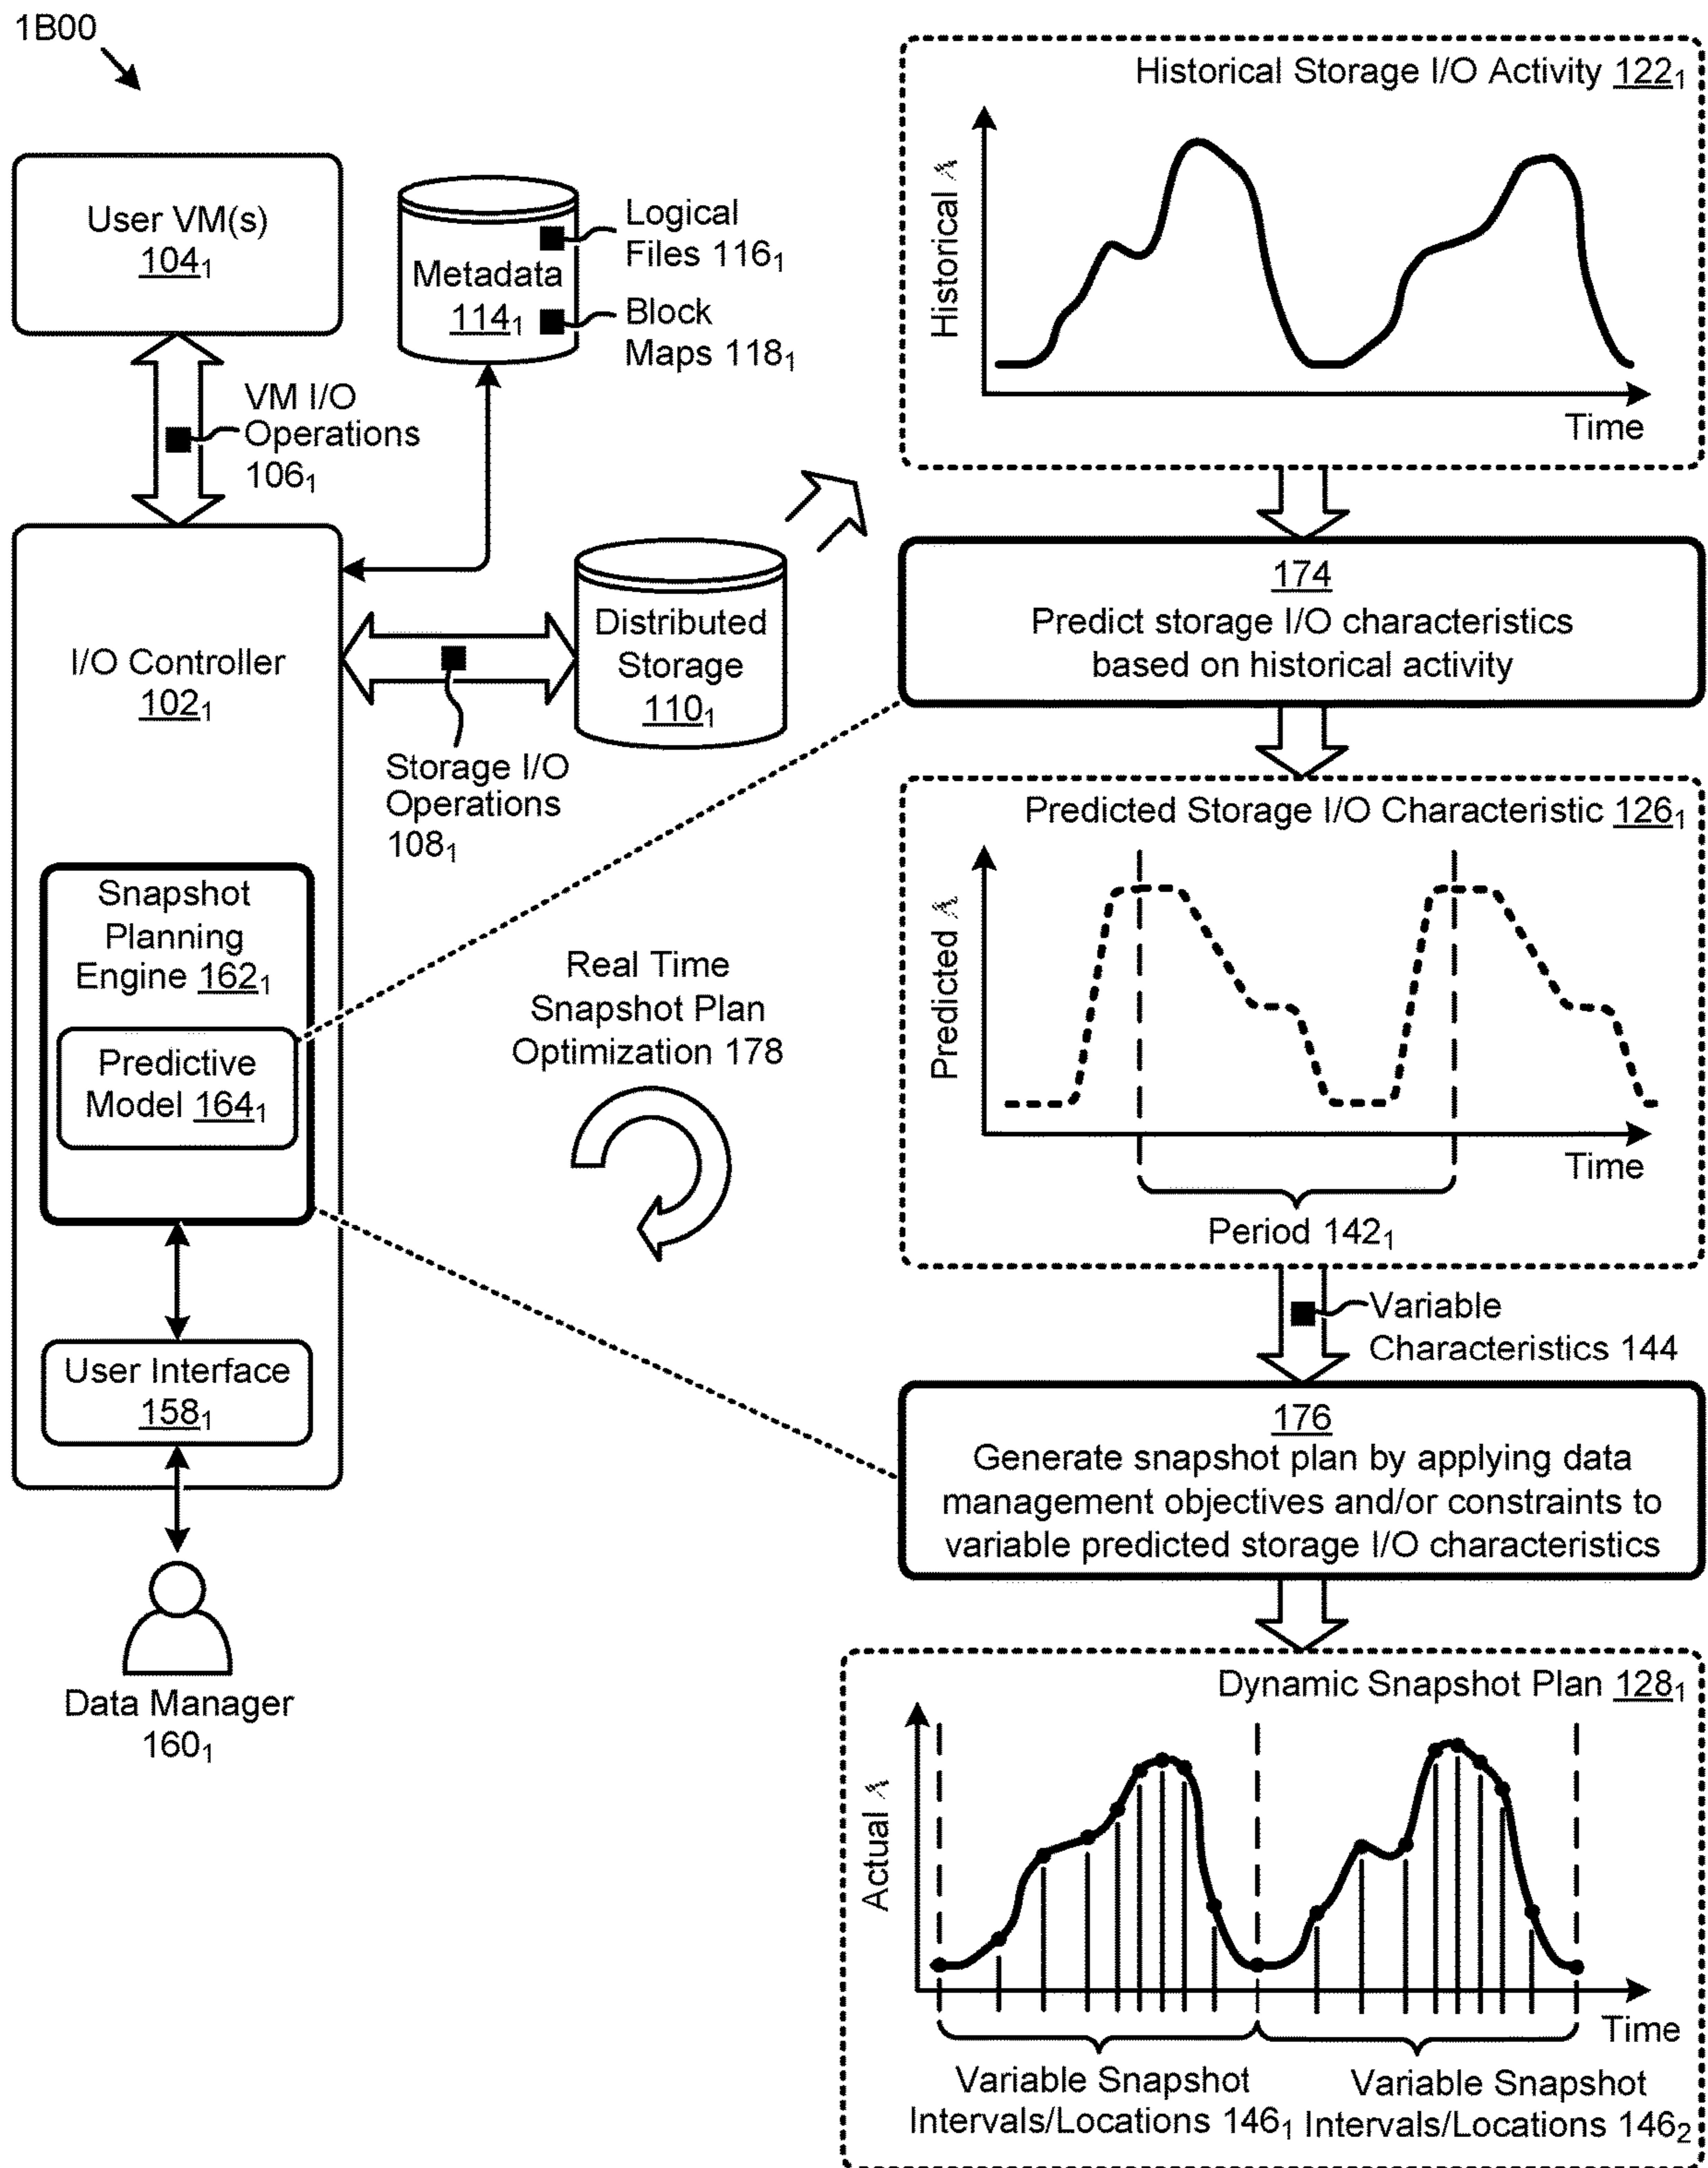 1B00
User VM(s)
104₁
VM I/O
Operations
106₁
Metadata
114₁
Logical
Files 116₁
Block
Maps 118₁
I/O Controller
102₁
Distributed
Storage
110₁
Storage I/O
Operations
108₁
Snapshot
Planning
Engine 162₁
Predictive
Model 164₁
User Interface
158₁
Data Manager
160₁
Real Time
Snapshot Plan
Optimization 178
Historical Storage I/O Activity 122₁
Historical
Time
174
Predict storage I/O characteristics
based on historical activity
Predicted Storage I/O Characteristic 126₁
Predicted
Time
Period 142₁
Variable
Characteristics 144
176
Generate snapshot plan by applying data
management objectives and/or constraints to
variable predicted storage I/O characteristics
Dynamic Snapshot Plan 128₁
Actual
Time
Variable Snapshot
Intervals/Locations 146₁
Variable Snapshot
Intervals/Locations 146₂